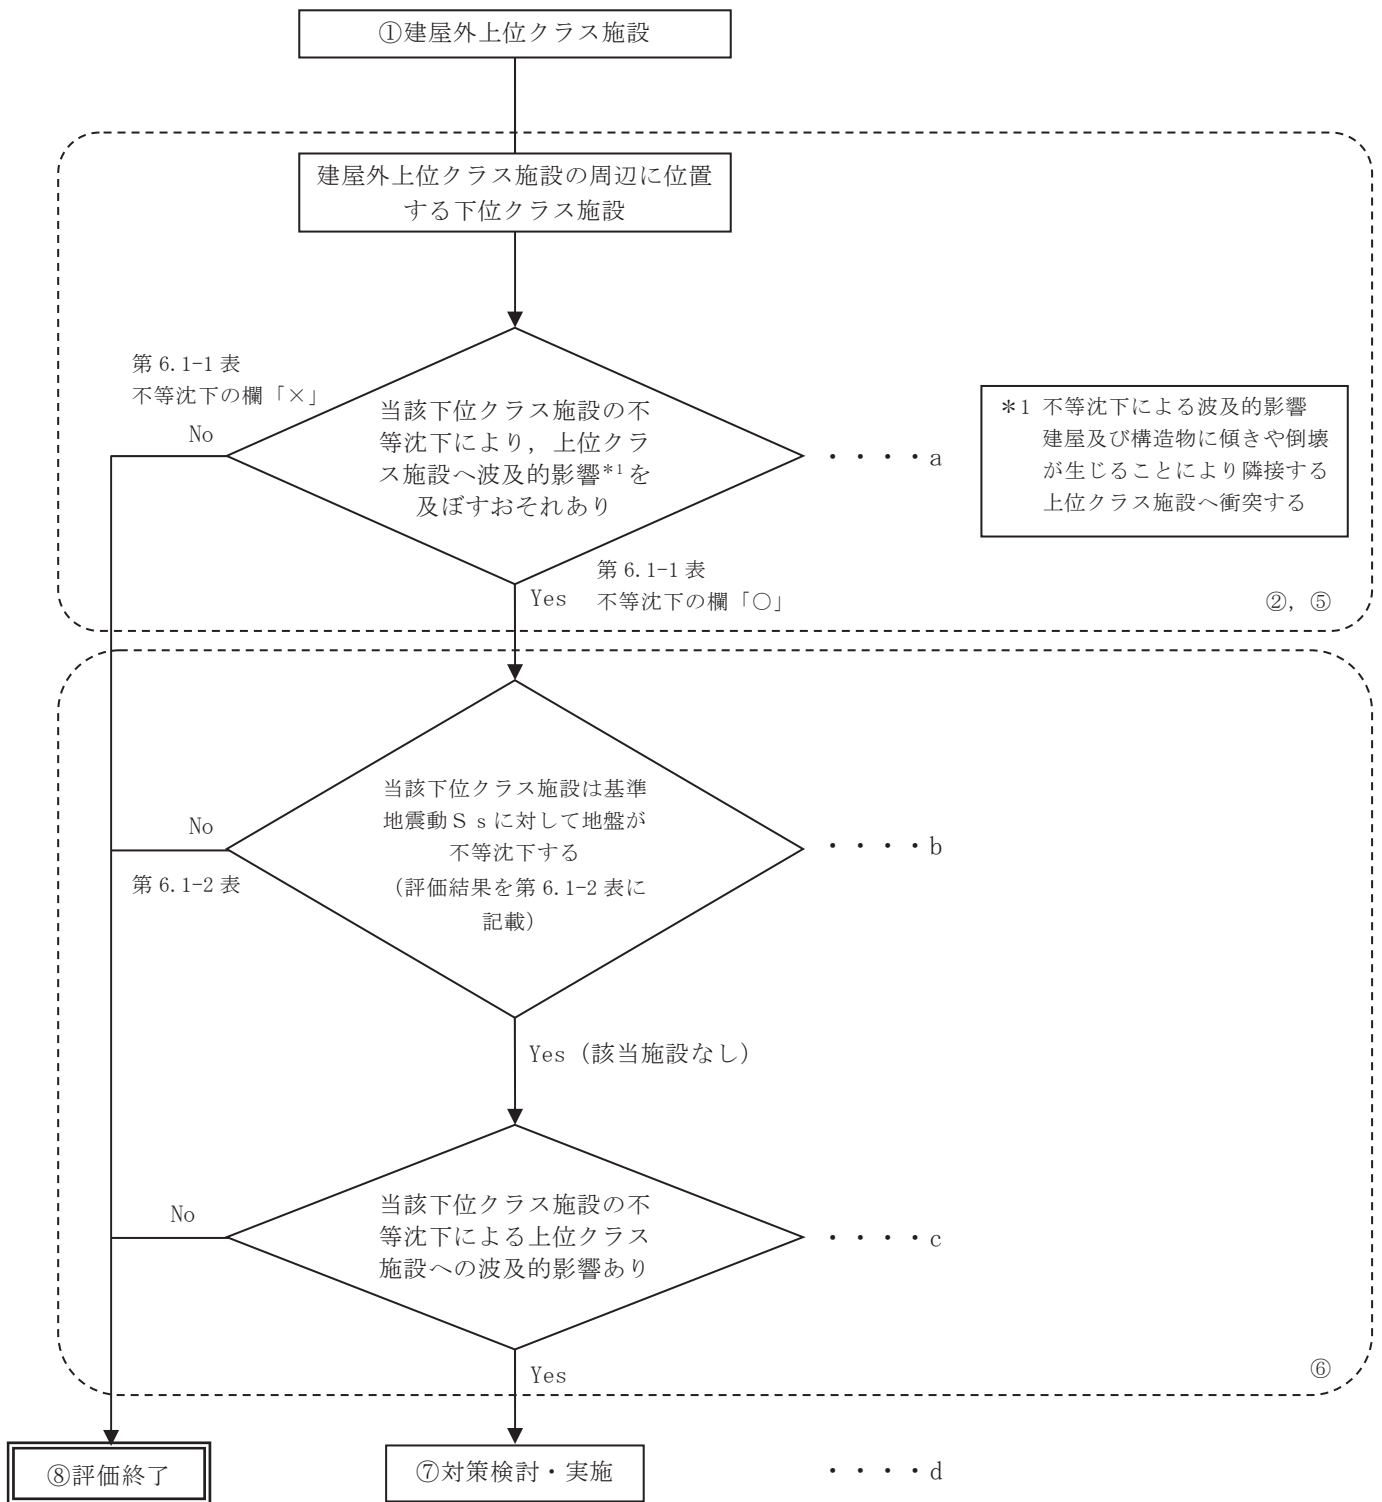 ①建屋外上位クラス施設
建屋外上位クラス施設の周辺に位置
する下位クラス施設
第 6.1-1 表
不等沈下の欄「×」
No
当該下位クラス施設の不
等沈下により，上位クラ
ス施設へ波及的影響*1を
及ぼすおそれあり
・・・・a
＊1 不等沈下による波及的影響
建屋及び構造物に傾きや倒壊
が生じることにより隣接する
上位クラス施設へ衝突する
Yes
第 6.1-1 表
不等沈下の欄「〇」
②，⑤
当該下位クラス施設は基準
地震動Ｓｓに対して地盤が
不等沈下する
（評価結果を第 6.1-2 表に
記載）
No
第 6.1-2 表
・・・・b
Yes（該当施設なし）
当該下位クラス施設の不
等沈下による上位クラス
施設への波及的影響あり
No
・・・・c
Yes
⑥
⑧評価終了
⑦対策検討・実施
・・・・d